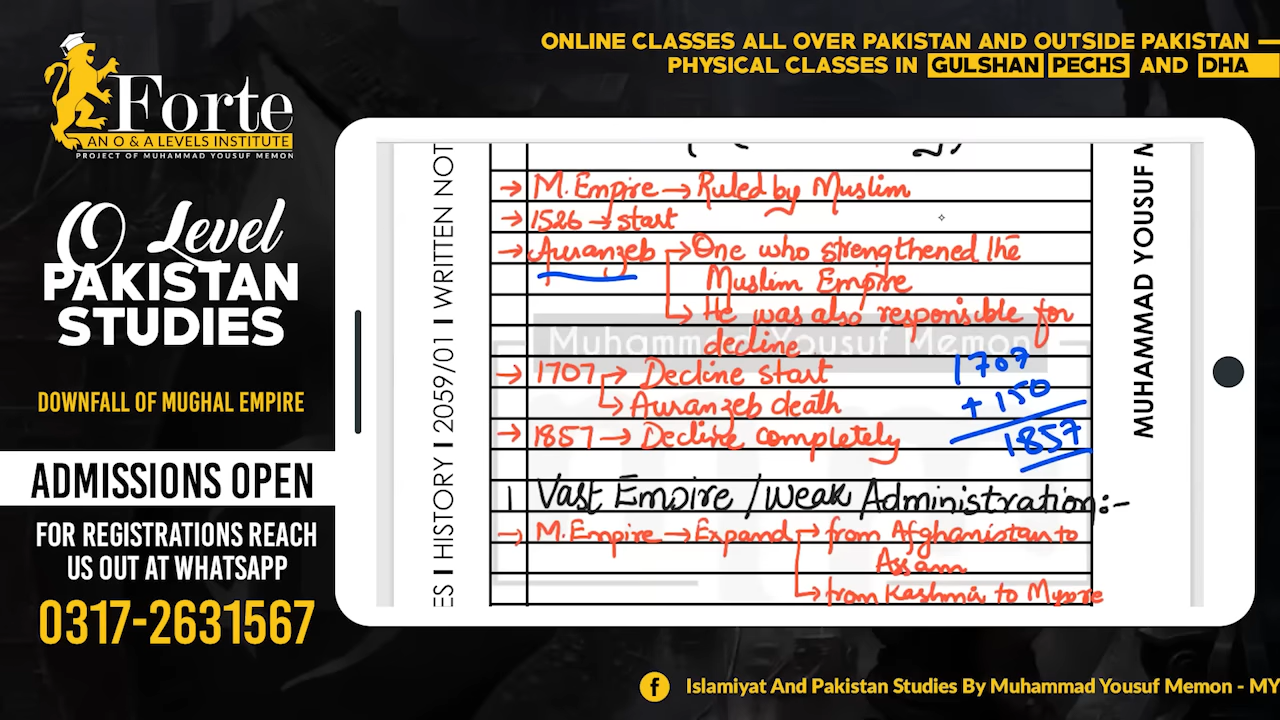 Forte
AN O & A LEVELS INSTITUTE
PROJECT OF MUHAMMAD YOUSUF MEMON
ONLINE CLASSES ALL OVER PAKISTAN AND OUTSIDE PAKISTAN
PHYSICAL CLASSES IN GULSHAN PECHS AND DHA
O Level
PAKISTAN
STUDIES
DOWNFALL OF MUGHAL EMPIRE
ADMISSIONS OPEN
FOR REGISTRATIONS REACH
US OUT AT WHATSAPP
0317-2631567
ES I HISTORY I 2059/01 I WRITTEN NOT
→ M.Empire → Ruled by Muslim
→ 1526 → start
→ Auranzeb → One who strengthened the
Muslim Empire
→ He was also responsible for
decline
Muhammad Yousuf Memon
→ 1707 → Decline start
→ Auranzeb death
→ 1857 → Decline completely
1707
+ 150
1857
1 Vast Empire / Weak Administration:-
→ M.Empire → Expand → from Afghanistan to
Assam
→ from Kashmir to Mysore
MUHAMMAD YOUSUF M
Islamiyat And Pakistan Studies By Muhammad Yousuf Memon - MY